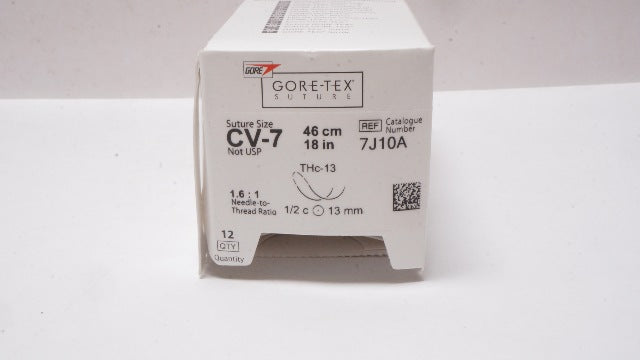 GORE
GORE-TEX®
SUTURE
Suture Size
CV-7
Not USP
46 cm
18 in
REF Catalogue Number
7J10A
THc-13
1.6 : 1
Needle-to-
Thread Ratio
1/2 c 13 mm
12
QTY
Quantity